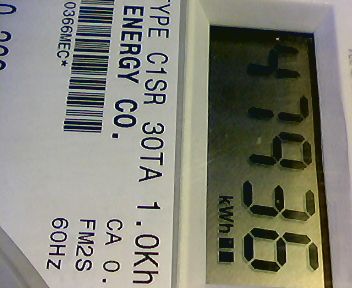 TYPE C1SR 30TA 1.0Kh
ENERGY CO.
CA 0.
0366MEC*
FM2S
60HZ
47936
kWh